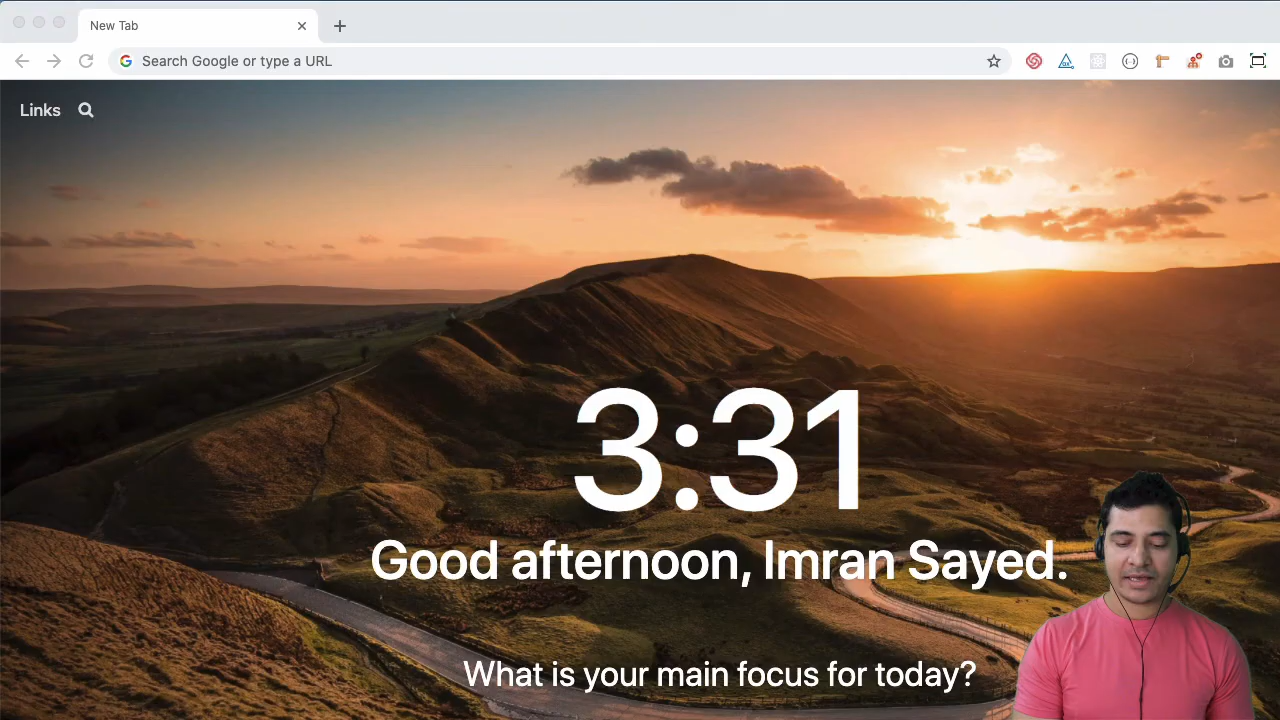 New Tab
Search Google or type a URL
Links
3:31
Good afternoon, Imran Sayed.
What is your main focus for today?